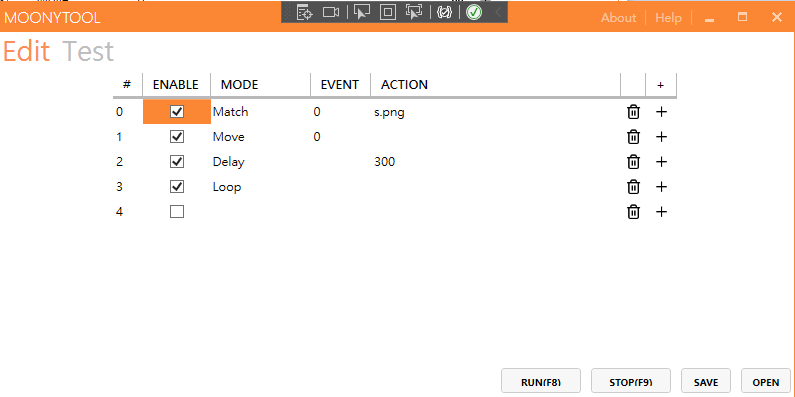 MOONYTOOL About Help
Edit Test
# ENABLE MODE EVENT ACTION +
0 Match 0 s.png
1 Move 0
2 Delay 300
3 Loop
4
RUN(F8) STOP(F9) SAVE OPEN